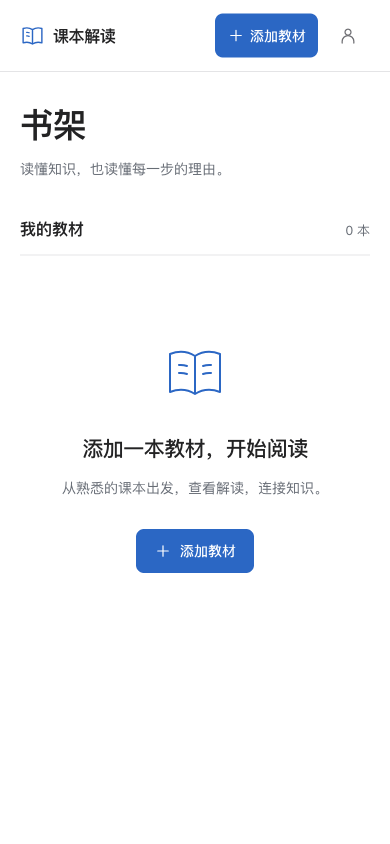 课本解读
添加教材
书架
读懂知识，也读懂每一步的理由。
我的教材
0 本
添加一本教材，开始阅读
从熟悉的课本出发，查看解读，连接知识。
添加教材